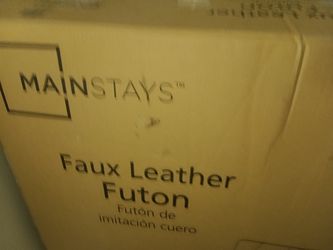 MAINSTAYS™
Faux Leather
Futon
Futón de
imitación cuero